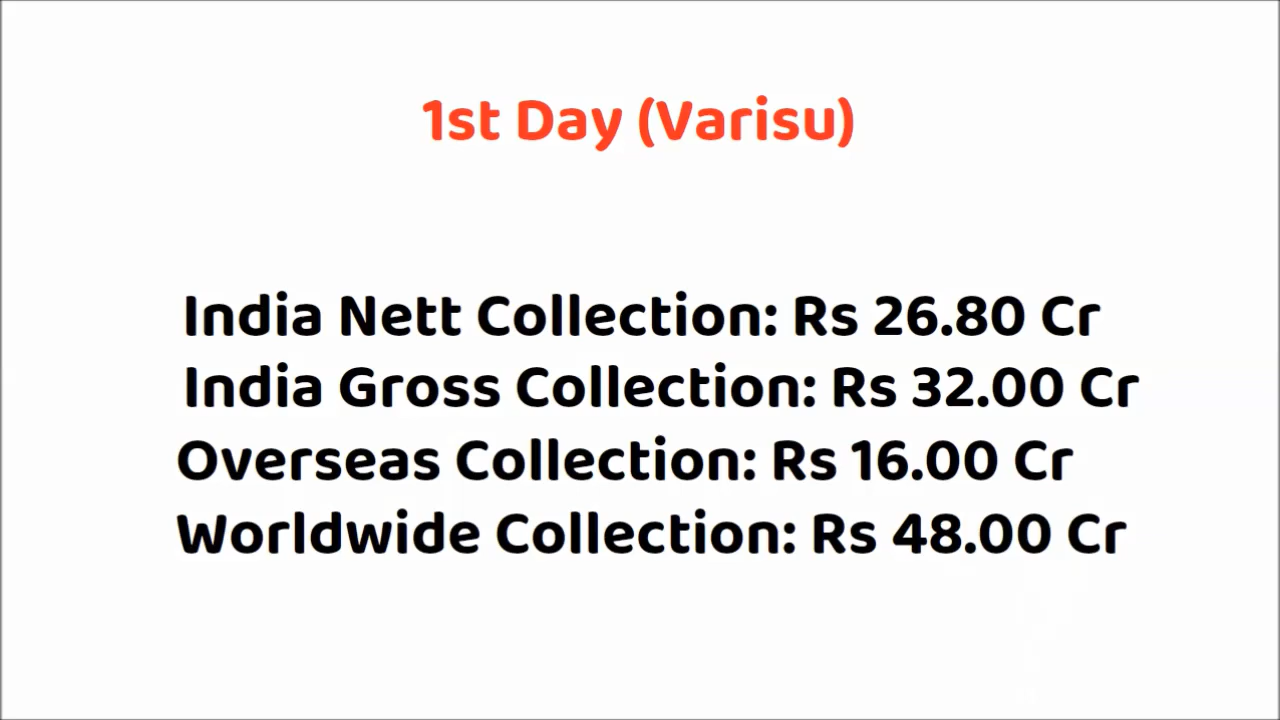 1st Day (Varisu)
India Nett Collection: Rs 26.80 Cr
India Gross Collection: Rs 32.00 Cr
Overseas Collection: Rs 16.00 Cr
Worldwide Collection: Rs 48.00 Cr